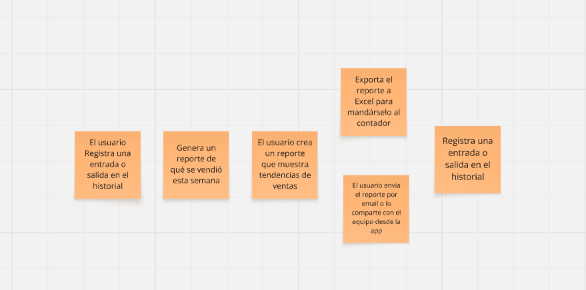 El usuario
Registra una
entrada o
salida en el
historial
Genera un
reporte de
qué se vendió
esta semana
El usuario crea
un reporte
que muestra
tendencias de
ventas
Exporta el
reporte a
Excel para
mandárselo al
contador
El usuario envía
el reporte por
email o lo
comparte con el
equipo desde la
app
Registra una
entrada o
salida en el
historial